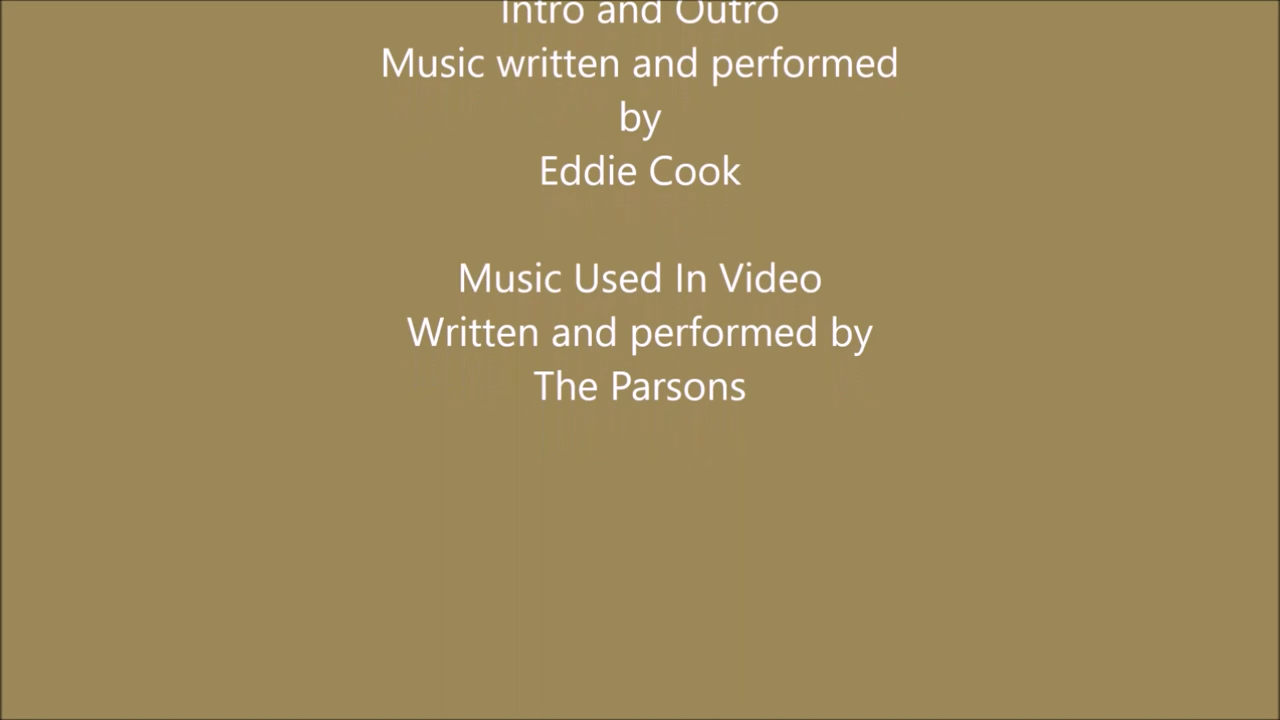 Intro and Outro
Music written and performed
by
Eddie Cook
Music Used In Video
Written and performed by
The Parsons